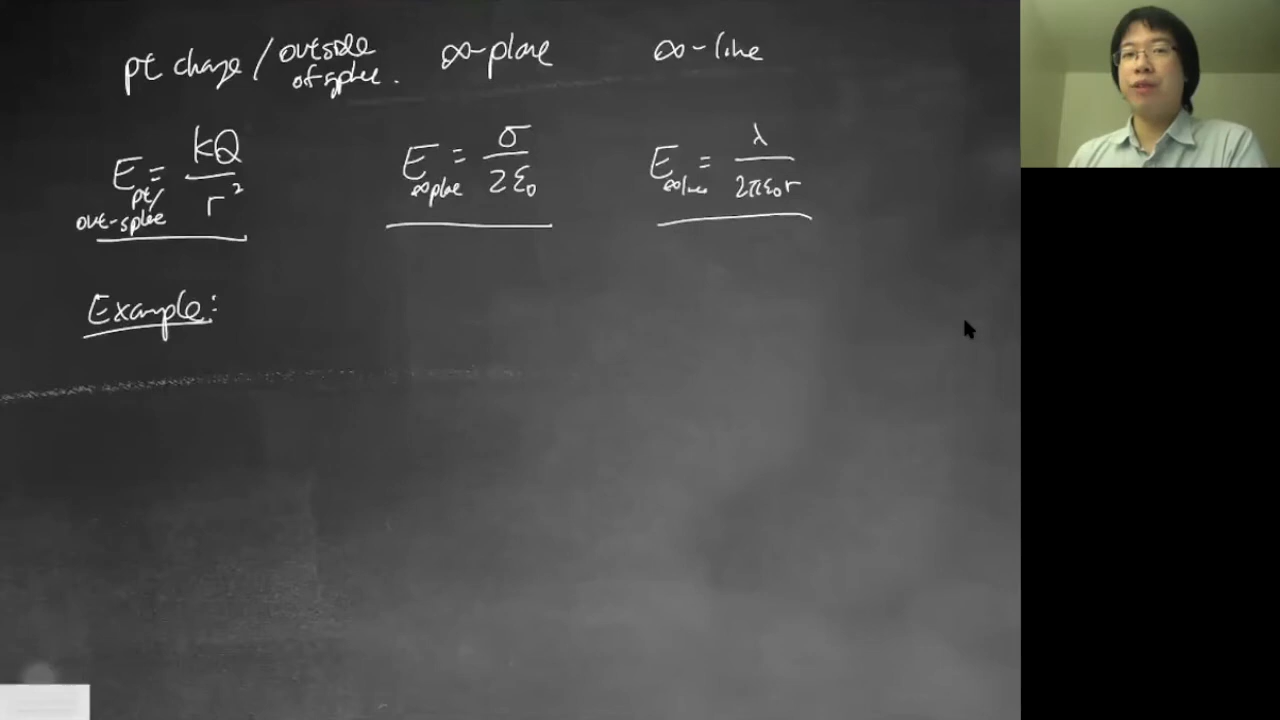 pt charge / outside of sphere.
∞-plane
∞-line
E pt/out-sphere = kQ / r²
E ∞plane = σ / 2ε₀
E ∞line = λ / 2πε₀r
Example: